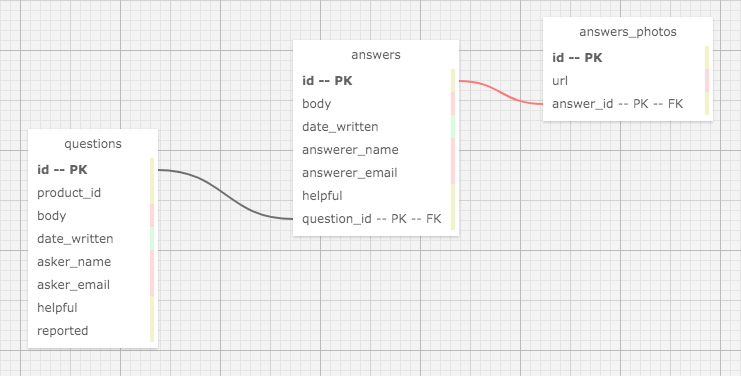 questions
id -- PK
product_id
body
date_written
asker_name
asker_email
helpful
reported
answers
id -- PK
body
date_written
answerer_name
answerer_email
helpful
question_id -- PK -- FK
answers_photos
id -- PK
url
answer_id -- PK -- FK